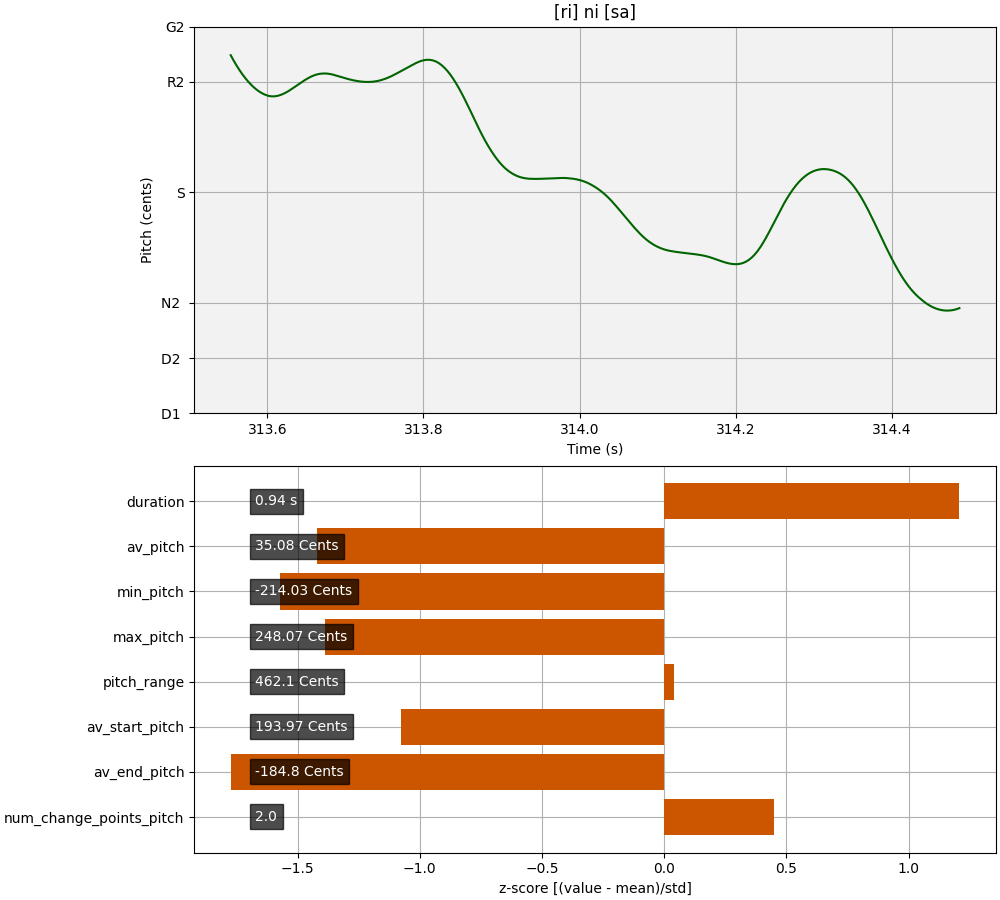 [ri] ni [sa]
G2
R2
S
N2
D2
D1
Pitch (cents)
313.6 313.8 314.0 314.2 314.4
Time (s)
duration 0.94 s
av_pitch 35.08 Cents
min_pitch -214.03 Cents
max_pitch 248.07 Cents
pitch_range 462.1 Cents
av_start_pitch 193.97 Cents
av_end_pitch -184.8 Cents
num_change_points_pitch 2.0
−1.5 −1.0 −0.5 0.0 0.5 1.0
z-score [(value - mean)/std]